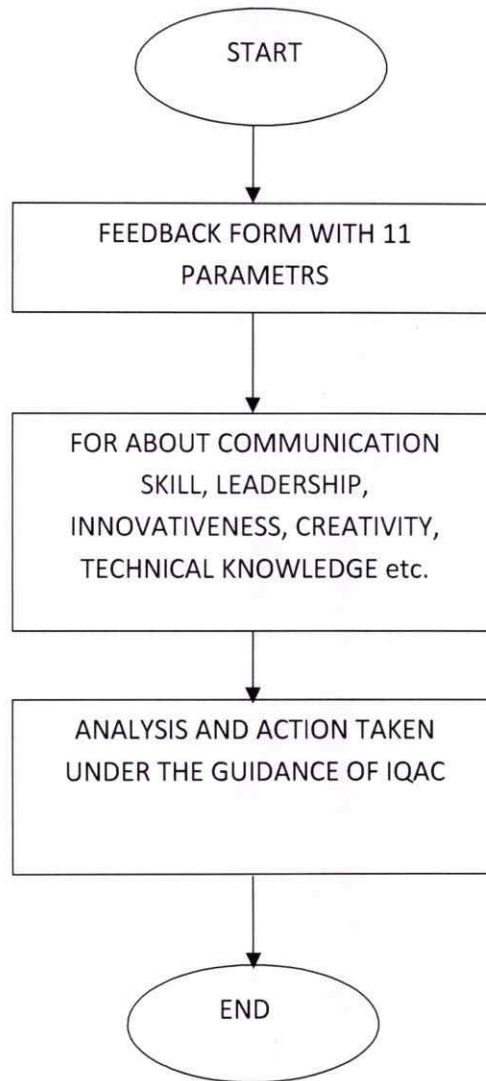 START
FEEDBACK FORM WITH 11
PARAMETRS
FOR ABOUT COMMUNICATION
SKILL, LEADERSHIP,
INNOVATIVENESS, CREATIVITY,
TECHNICAL KNOWLEDGE etc.
ANALYSIS AND ACTION TAKEN
UNDER THE GUIDANCE OF IQAC
END